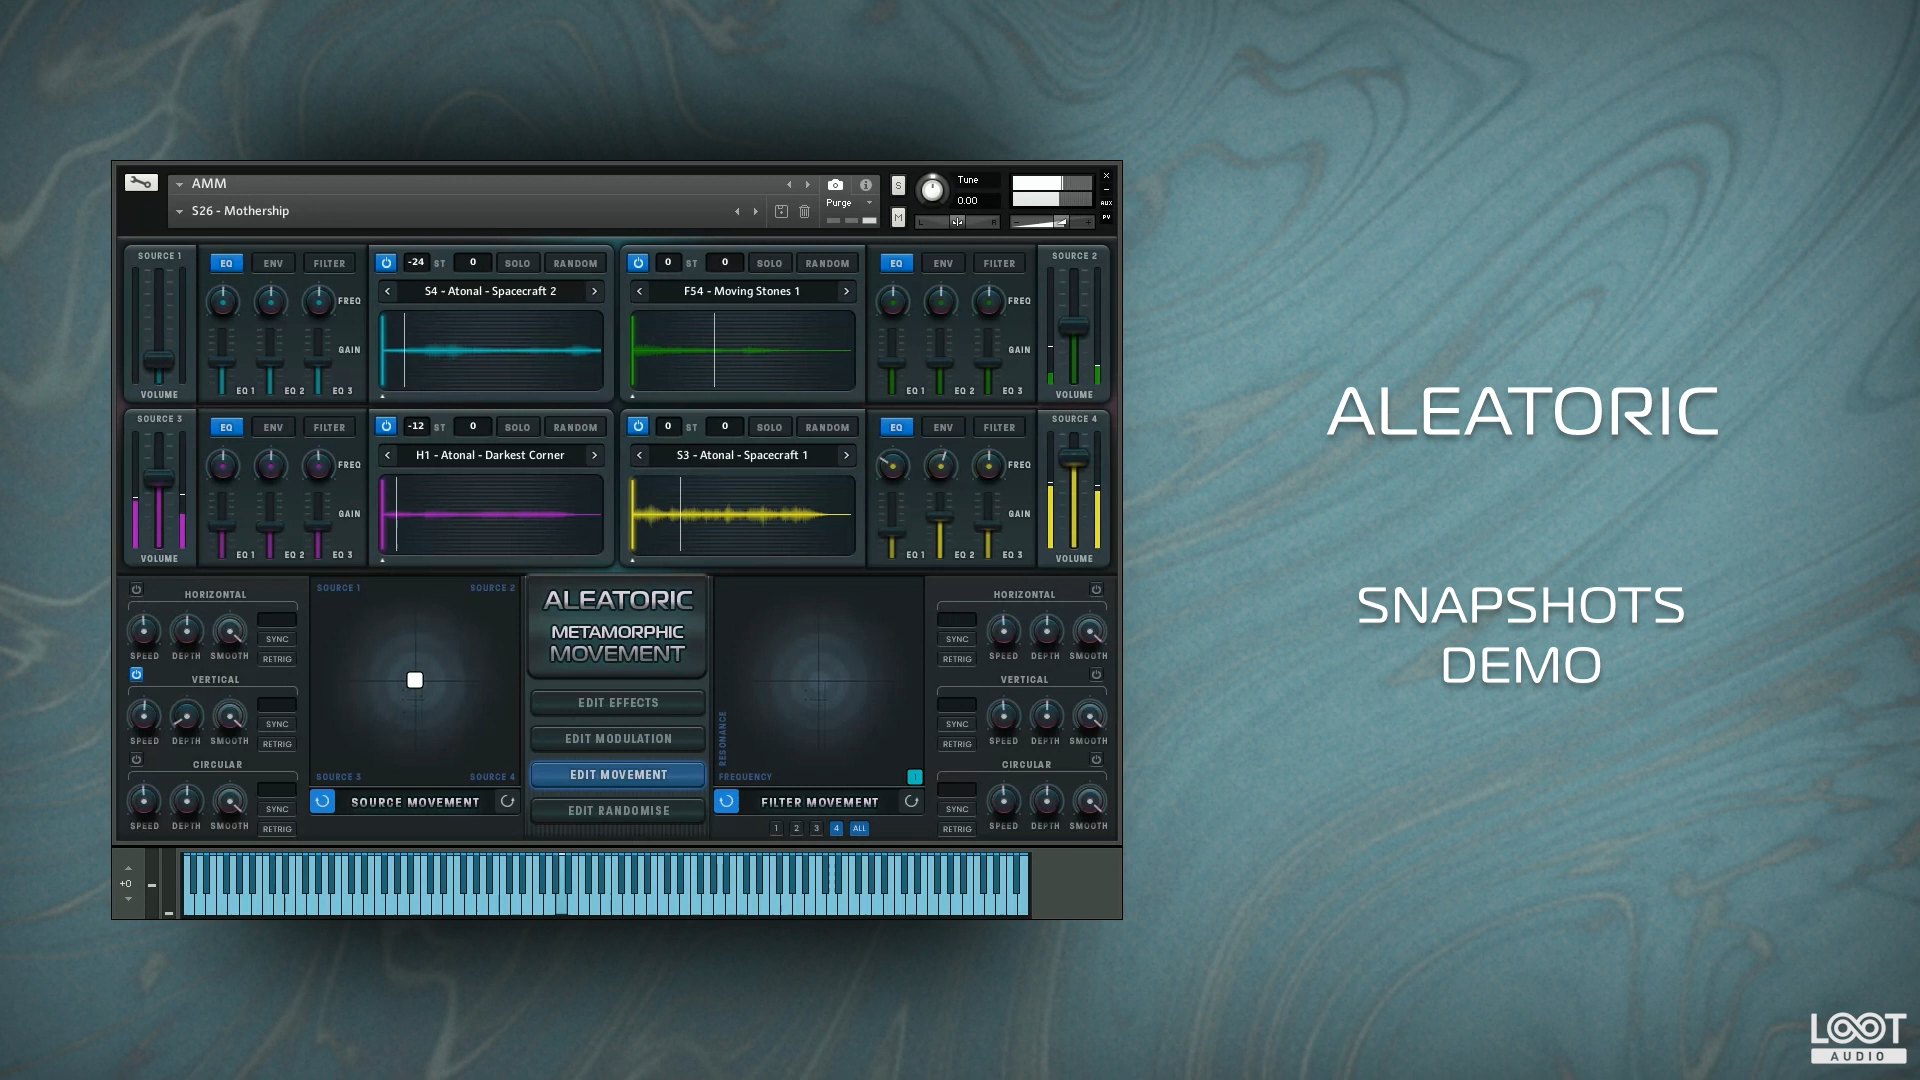 AMM
S26 - Mothership
Purge
S
M
Tune
0.00
L
R
AUX
PV
SOURCE 1
VOLUME
EQ ENV FILTER
FREQ
GAIN
EQ 1 EQ 2 EQ 3
-24 ST 0 SOLO RANDOM
S4 - Atonal - Spacecraft 2
0 ST 0 SOLO RANDOM
F54 - Moving Stones 1
EQ ENV FILTER
FREQ
GAIN
EQ 1 EQ 2 EQ 3
SOURCE 2
VOLUME
SOURCE 3
VOLUME
EQ ENV FILTER
FREQ
GAIN
EQ 1 EQ 2 EQ 3
-12 ST 0 SOLO RANDOM
H1 - Atonal - Darkest Corner
0 ST 0 SOLO RANDOM
S3 - Atonal - Spacecraft 1
EQ ENV FILTER
FREQ
GAIN
EQ 1 EQ 2 EQ 3
SOURCE 4
VOLUME
HORIZONTAL
SPEED DEPTH SMOOTH
SYNC
RETRIG
VERTICAL
SPEED DEPTH SMOOTH
SYNC
RETRIG
CIRCULAR
SPEED DEPTH SMOOTH
SYNC
RETRIG
SOURCE 1 SOURCE 2
SOURCE 3 SOURCE 4
SOURCE MOVEMENT
ALEATORIC
METAMORPHIC
MOVEMENT
EDIT EFFECTS
EDIT MODULATION
EDIT MOVEMENT
EDIT RANDOMISE
RESONANCE
FREQUENCY
FILTER MOVEMENT
1 2 3 4 ALL
HORIZONTAL
SYNC
RETRIG
SPEED DEPTH SMOOTH
VERTICAL
SYNC
RETRIG
SPEED DEPTH SMOOTH
CIRCULAR
SYNC
RETRIG
SPEED DEPTH SMOOTH
+0
ALEATORIC
SNAPSHOTS
DEMO
LOOT
AUDIO